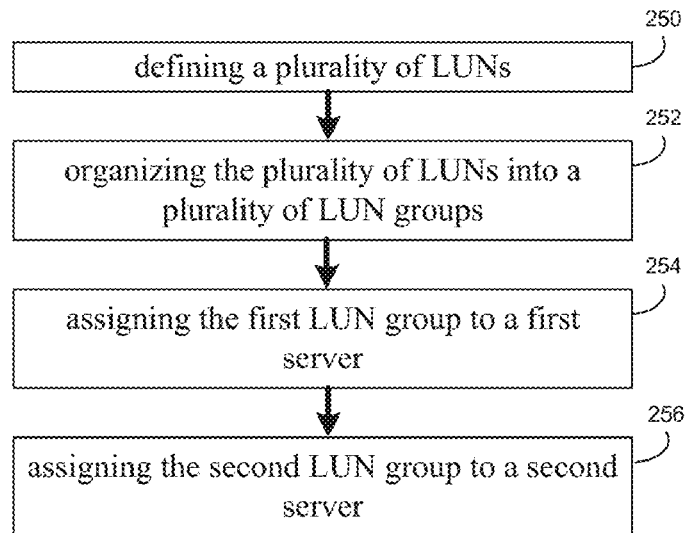 250
defining a plurality of LUNs
252
organizing the plurality of LUNs into a
plurality of LUN groups
254
assigning the first LUN group to a first
server
256
assigning the second LUN group to a second
server